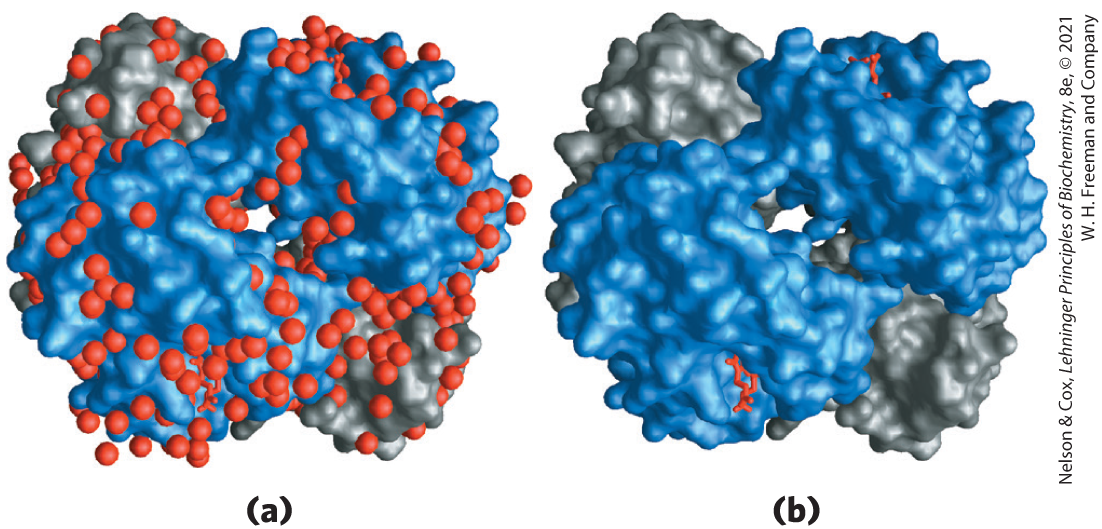 (a)
(b)
Nelson & Cox, Lehninger Principles of Biochemistry, 8e, © 2021
W. H. Freeman and Company